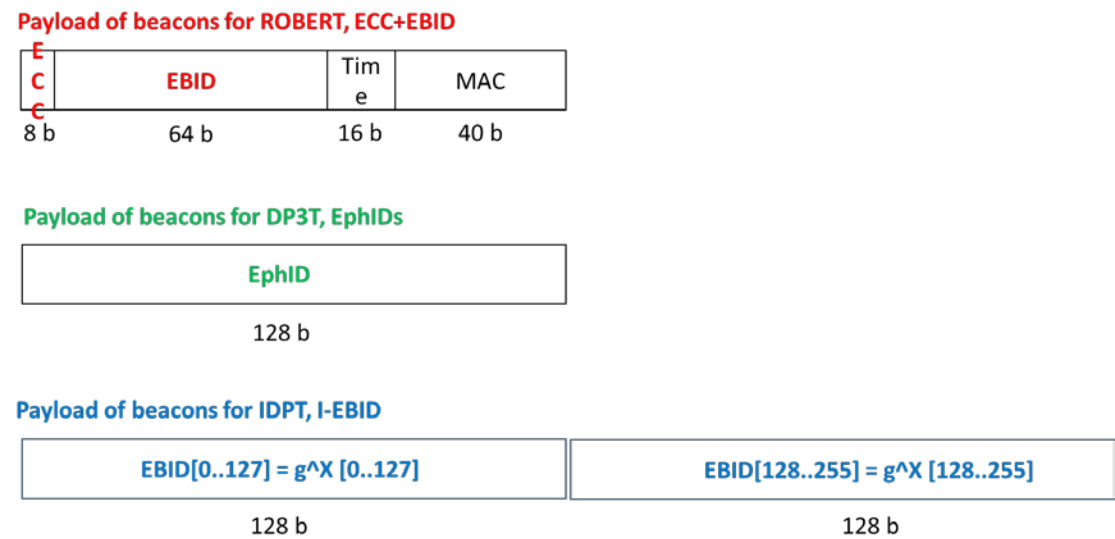 Payload of beacons for ROBERT, ECC+EBID
E
C
C
EBID
Tim
e
MAC
8 b
64 b
16 b
40 b
Payload of beacons for DP3T, EphIDs
EphID
128 b
Payload of beacons for IDPT, I-EBID
EBID[0..127] = g^X [0..127]
EBID[128..255] = g^X [128..255]
128 b
128 b